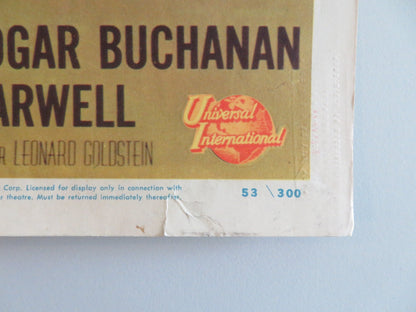 DGAR BUCHANAN
ARWELL
R LEONARD GOLDSTEIN
Universal
International
Corp. Licensed for display only in connection with
r theatre. Must be returned immediately thereafter.
53 \ 300